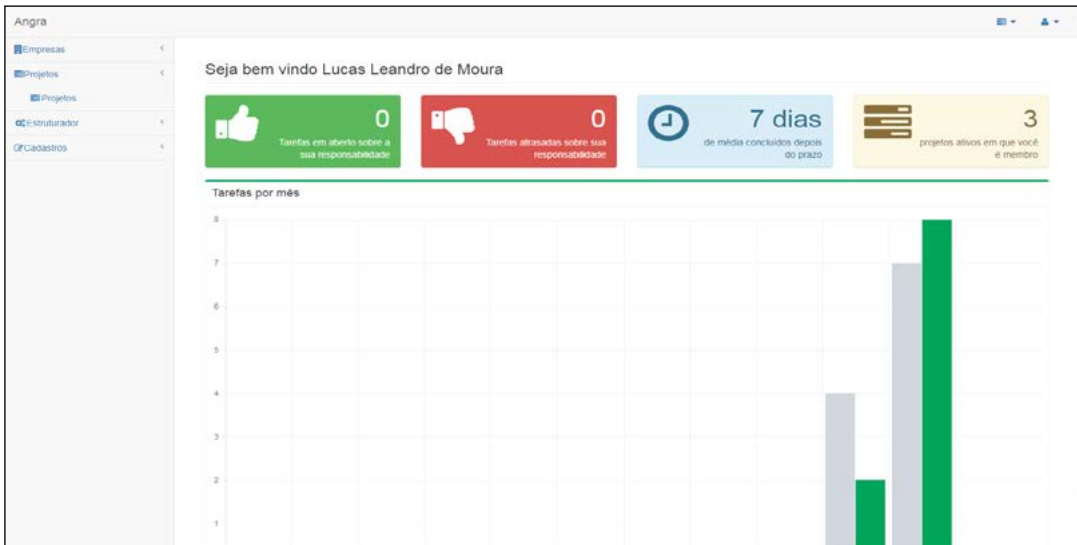 Angra
Empresas
Projetos
Projetos
Estruturador
Cadastros
Seja bem vindo Lucas Leandro de Moura
0
Tarefas em aberto sobre a
sua responsabilidade
0
Tarefas atrasadas sobre sua
responsabilidade
7 dias
de média concluídos depois
do prazo
3
projetos ativos em que você
é membro
Tarefas por mês
8
7
6
5
4
3
2
1